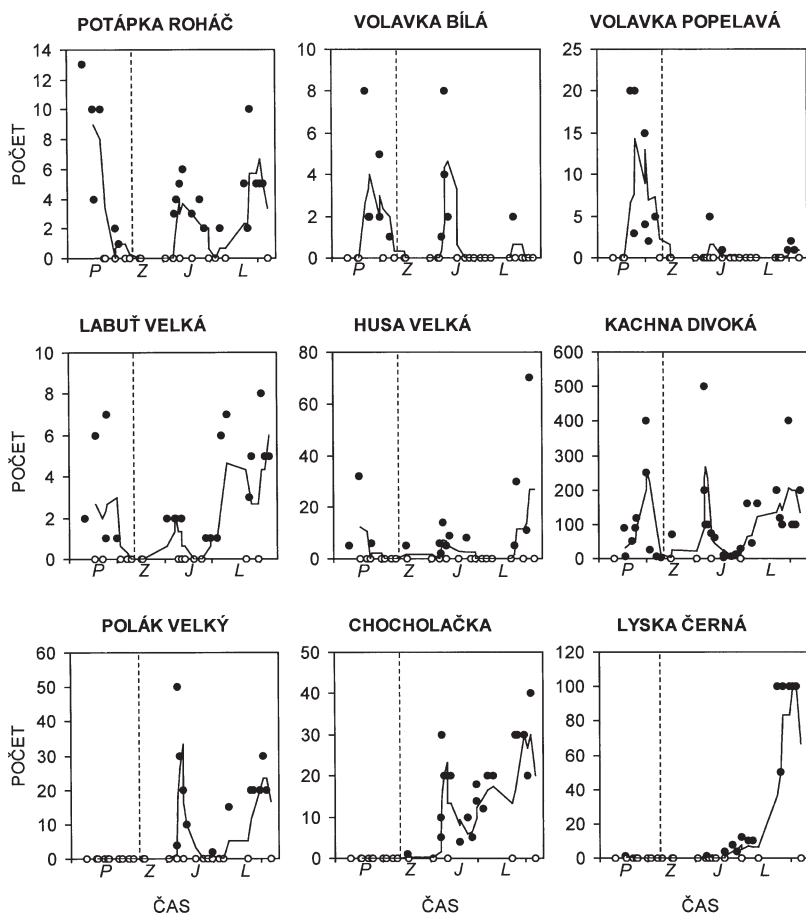 POTÁPKA ROHÁČ VOLAVKA BÍLÁ VOLAVKA POPELAVÁ
14 10 25
12 8 20
10 6 15
8 4 10
6 2 5
4 0 0
2
0
POČET
P Z J L P Z J L P Z J L
LABUŤ VELKÁ HUSA VELKÁ KACHNA DIVOKÁ
10 80 600
8 60 500
6 40 400
4 20 300
2 0 200
0 100
0
POČET
P Z J L P Z J L P Z J L
POLÁK VELKÝ CHOCHOLAČKA LYSKA ČERNÁ
60 50 120
50 40 100
40 30 80
30 20 60
20 10 40
10 0 20
0 0
POČET
P Z J L P Z J L P Z J L
ČAS ČAS ČAS